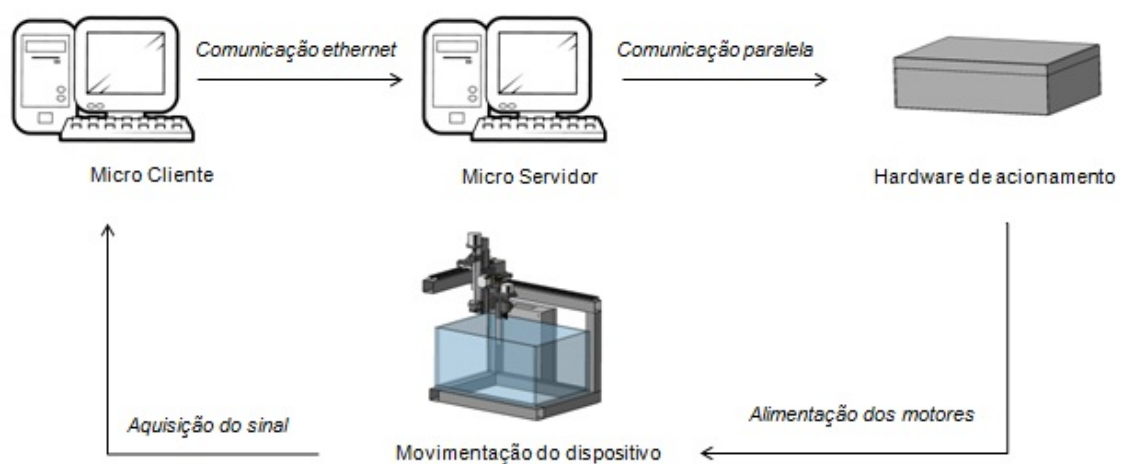 Comunicação ethernet
Comunicação paralela
Micro Cliente
Micro Servidor
Hardware de acionamento
Aquisição do sinal
Alimentação dos motores
Movimentação do dispositivo